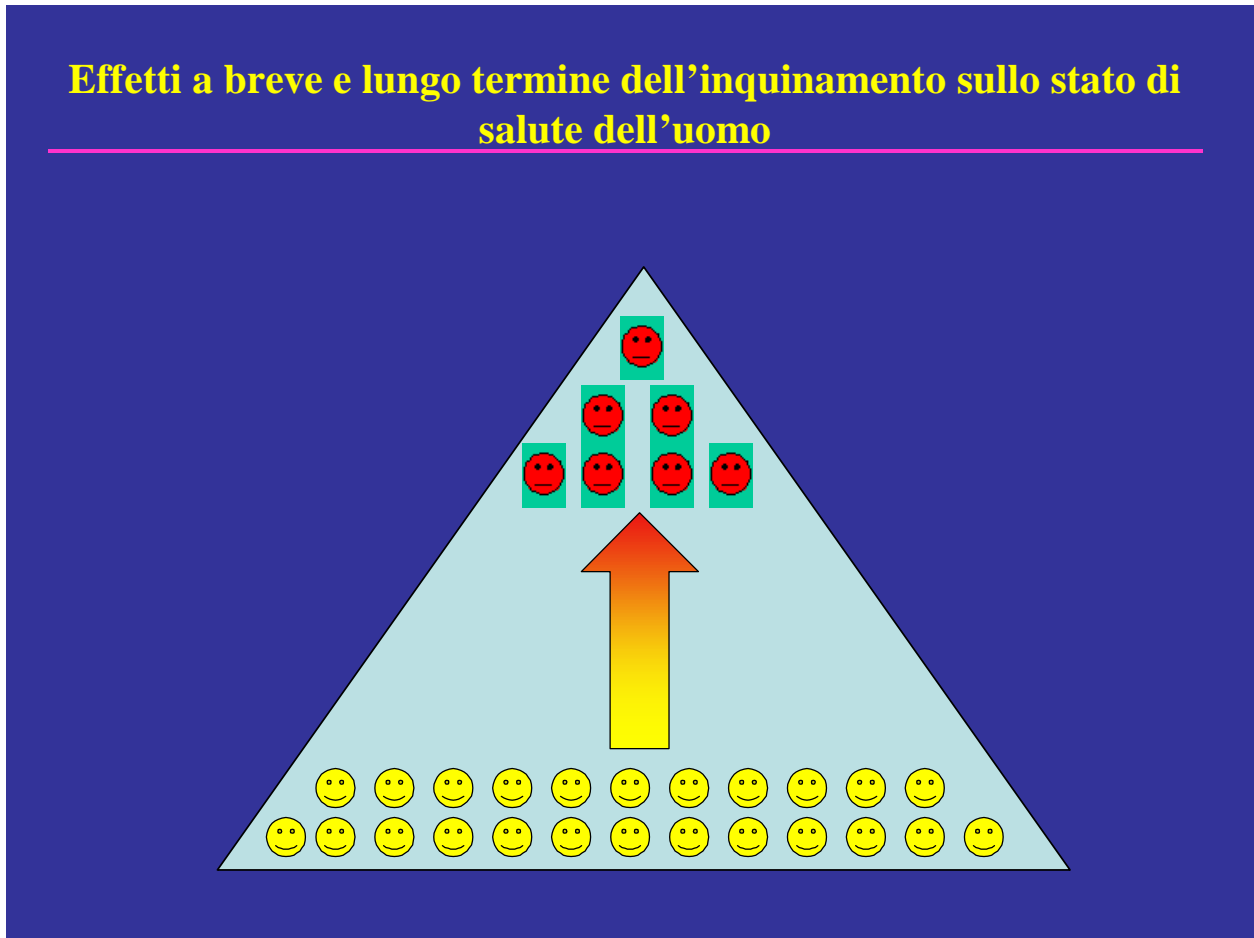 Effetti a breve e lungo termine dell’inquinamento sullo stato di
salute dell’uomo